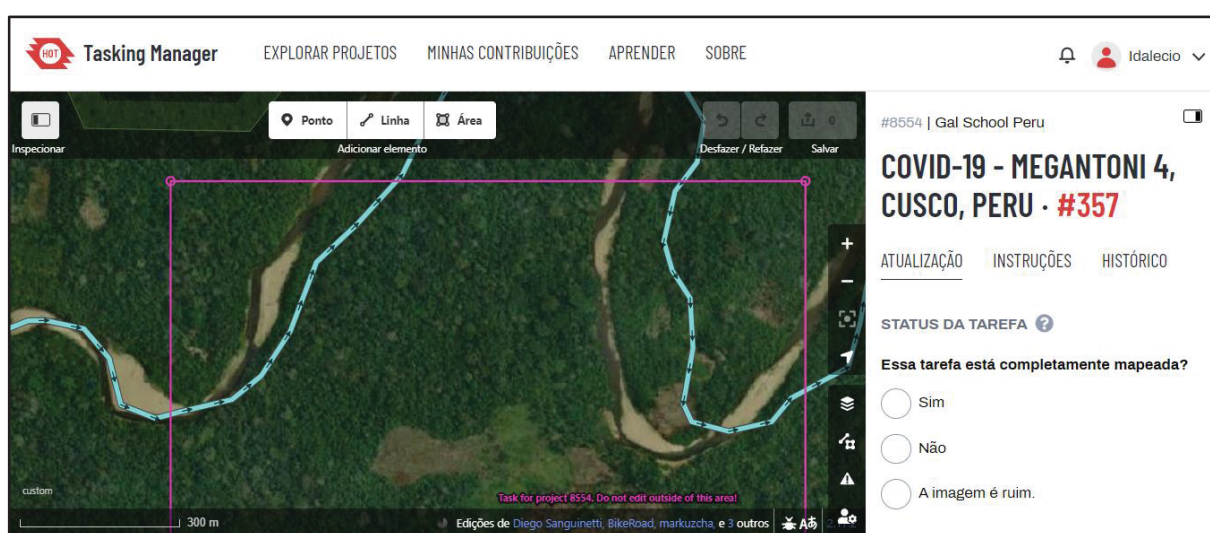 HOT Tasking Manager EXPLORAR PROJETOS MINHAS CONTRIBUIÇÕES APRENDER SOBRE Idalecio
Ponto Linha Área 0
Inspecionar Adicionar elemento Desfazer / Refazer Salvar
custom
Task for project 8554. Do not edit outside of this area!
300 m Edições de Diego Sanguinetti, BikeRoad, markuzcha, e 3 outros
#8554 | Gal School Peru
COVID-19 - MEGANTONI 4,
CUSCO, PERU · #357
ATUALIZAÇÃO INSTRUÇÕES HISTÓRICO
STATUS DA TAREFA ?
Essa tarefa está completamente mapeada?
Sim
Não
A imagem é ruim.